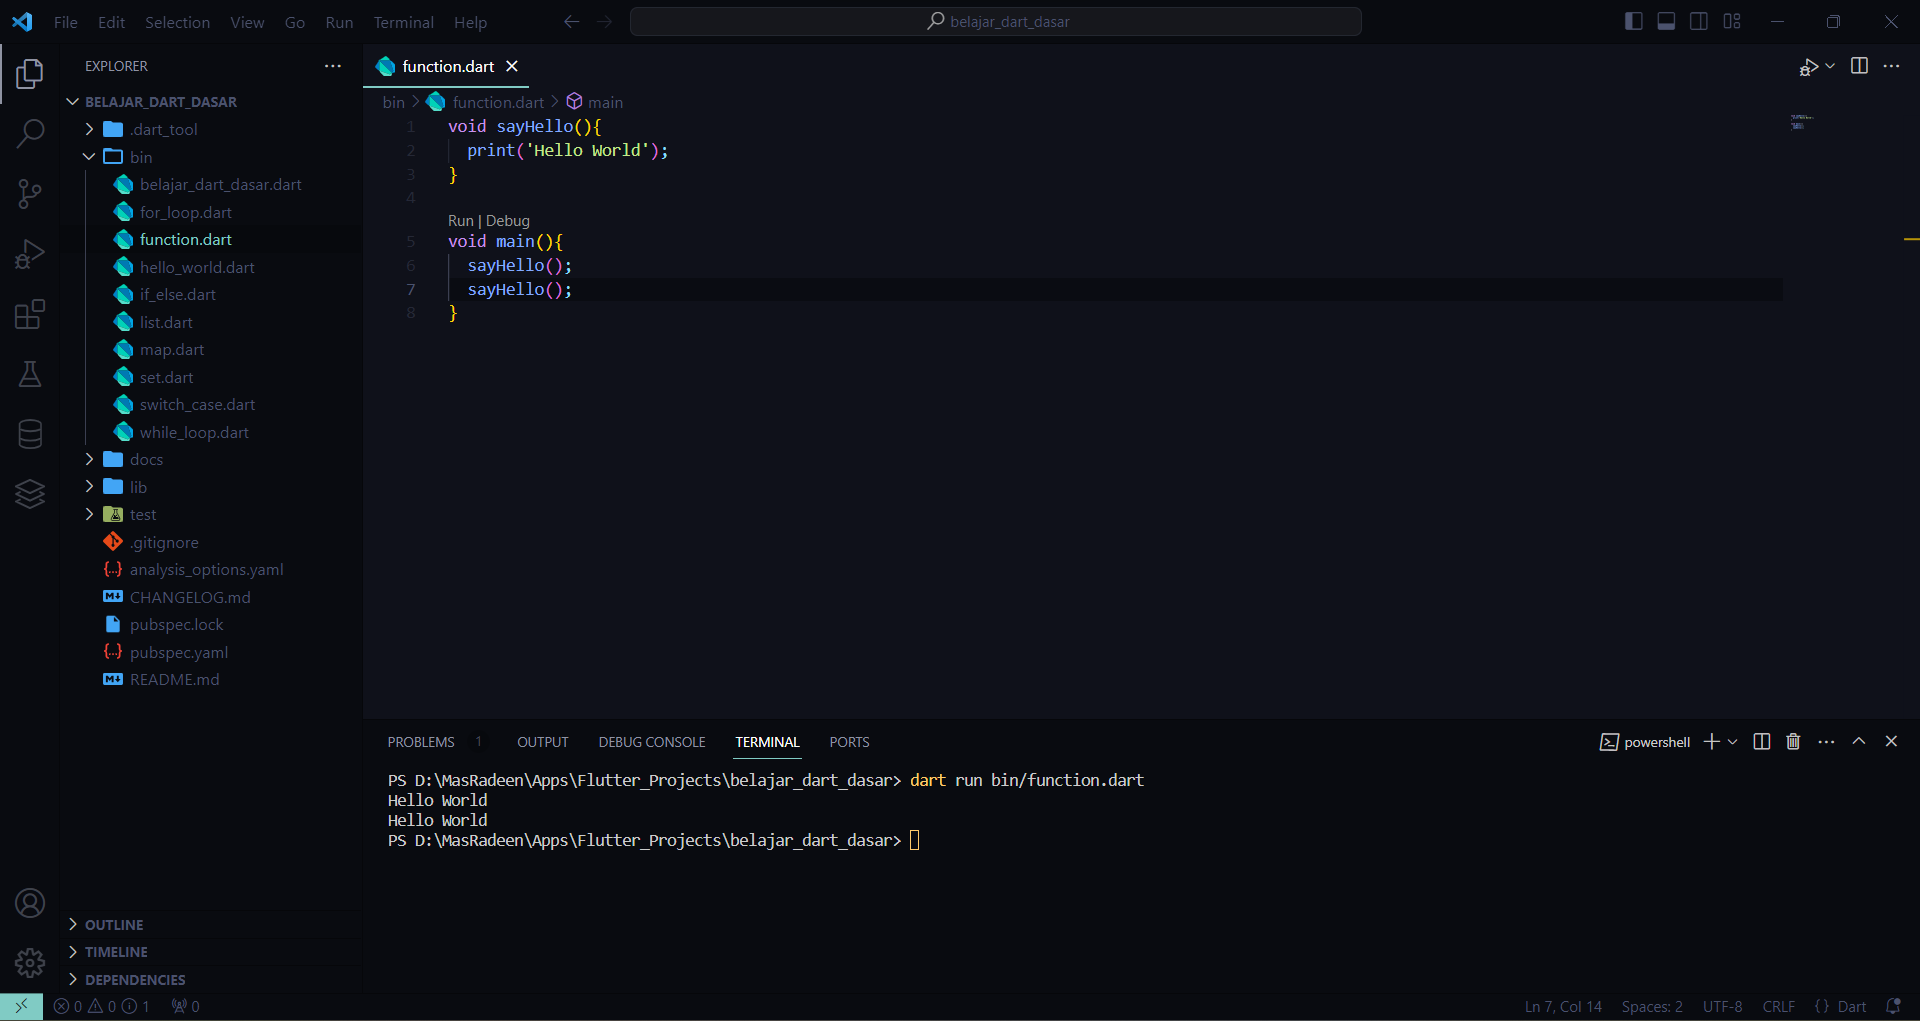 File Edit Selection View Go Run Terminal Help
belajar_dart_dasar
EXPLORER
BELAJAR_DART_DASAR
.dart_tool
bin
belajar_dart_dasar.dart
for_loop.dart
function.dart
hello_world.dart
if_else.dart
list.dart
map.dart
set.dart
switch_case.dart
while_loop.dart
docs
lib
test
.gitignore
analysis_options.yaml
CHANGELOG.md
pubspec.lock
pubspec.yaml
README.md
OUTLINE
TIMELINE
DEPENDENCIES
function.dart
bin > function.dart > main
1 void sayHello(){
2 print('Hello World');
3 }
4
Run | Debug
5 void main(){
6 sayHello();
7 sayHello();
8 }
PROBLEMS 1 OUTPUT DEBUG CONSOLE TERMINAL PORTS
powershell
PS D:\MasRadeen\Apps\Flutter_Projects\belajar_dart_dasar> dart run bin/function.dart
Hello World
Hello World
PS D:\MasRadeen\Apps\Flutter_Projects\belajar_dart_dasar>
0 0 1 0
Ln 7, Col 14 Spaces: 2 UTF-8 CRLF {} Dart